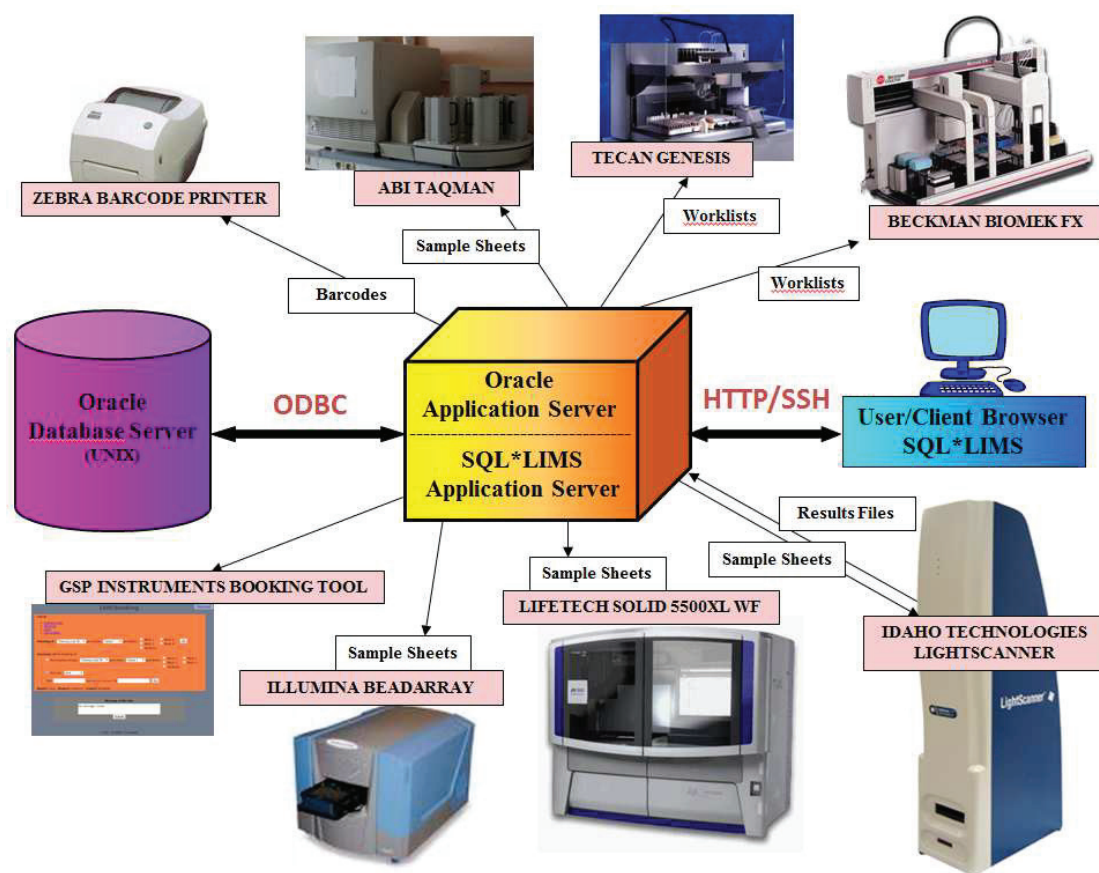 ZEBRA BARCODE PRINTER
ABI TAQMAN
TECAN GENESIS
BECKMAN BIOMEK FX
Barcodes
Sample Sheets
Worklists
Worklists
Oracle
Database Server
(UNIX)
ODBC
Oracle
Application Server
SQL*LIMS
Application Server
HTTP/SSH
User/Client Browser
SQL*LIMS
Results Files
Sample Sheets
GSP INSTRUMENTS BOOKING TOOL
Sample Sheets
ILLUMINA BEADARRAY
Sample Sheets
LIFETECH SOLID 5500XL WF
IDAHO TECHNOLOGIES
LIGHTSCANNER
LightScanner